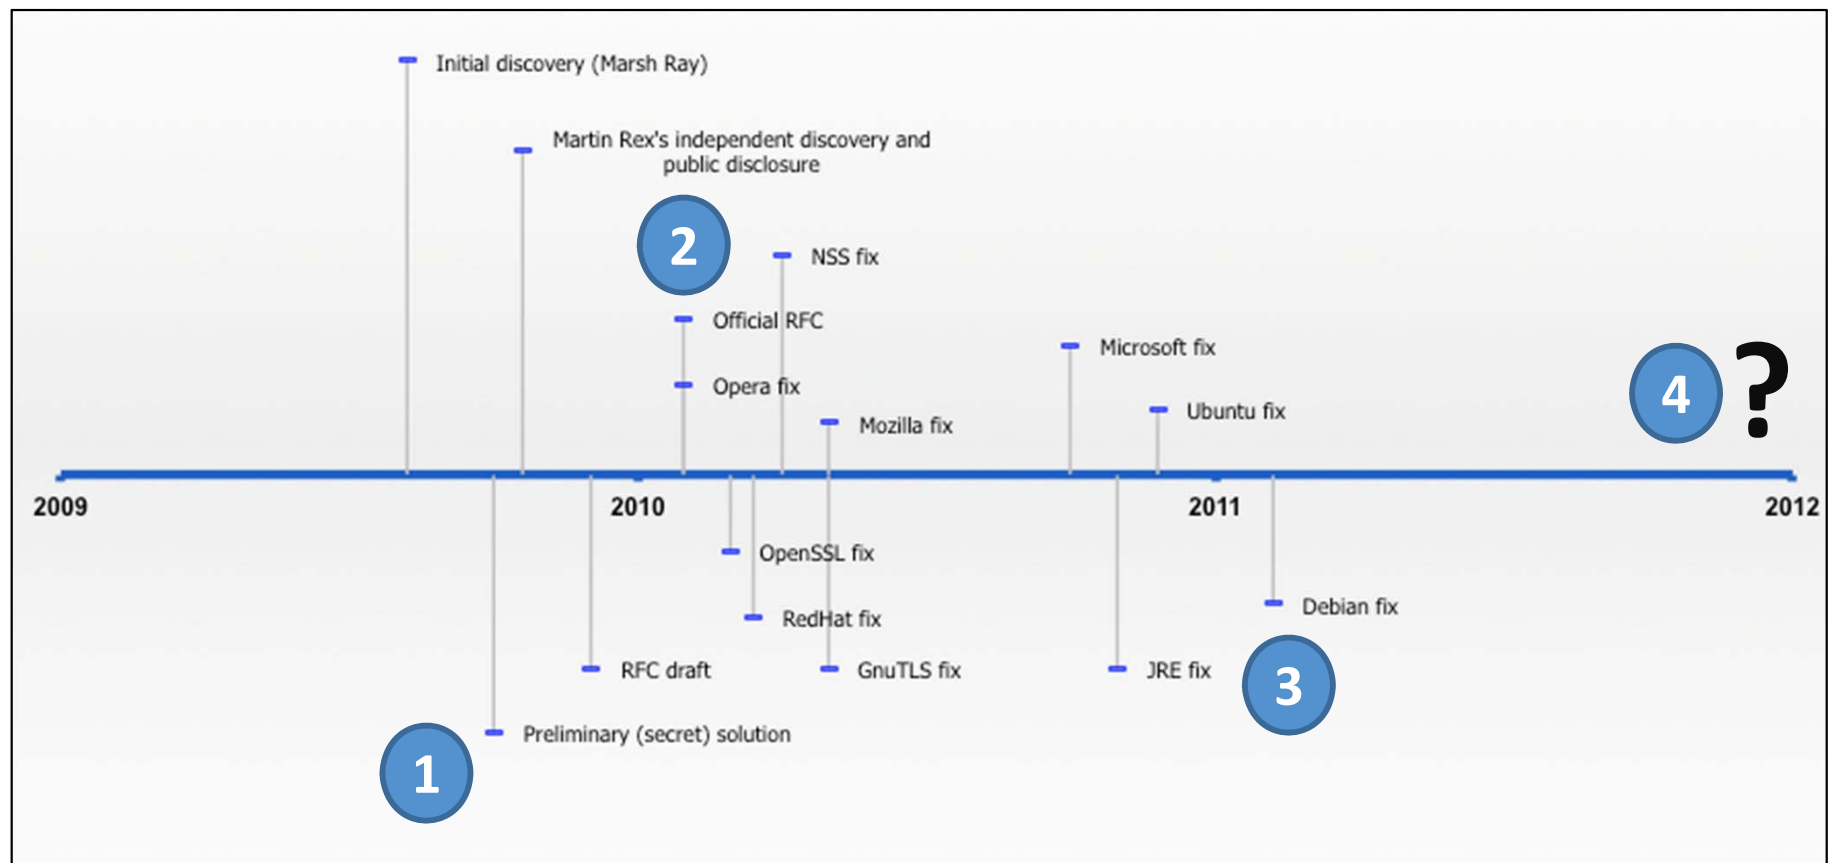 Initial discovery (Marsh Ray)
Martin Rex's independent discovery and
public disclosure
2
NSS fix
Official RFC
Microsoft fix
Opera fix
4 ?
Ubuntu fix
Mozilla fix
2009 2010 2011 2012
OpenSSL fix
Debian fix
RedHat fix
RFC draft
GnuTLS fix
JRE fix
3
Preliminary (secret) solution
1